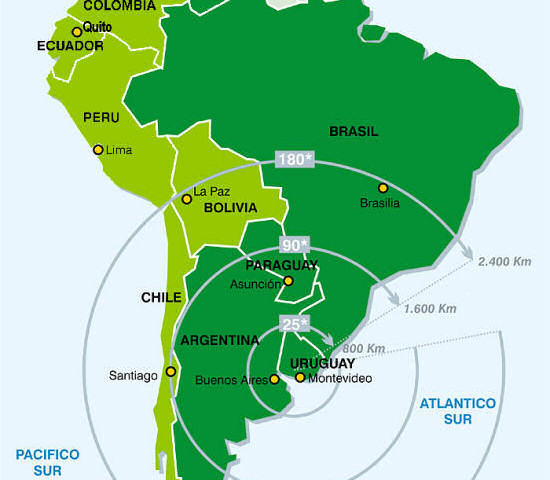 COLOMBIA
Quito
ECUADOR
PERU
BRASIL
Lima
180*
La Paz
Brasilia
BOLIVIA
90*
PARAGUAY
2.400 Km
Asunción
CHILE
1.600 Km
25*
ARGENTINA
800 Km
URUGUAY
Santiago
Buenos Aires
Montevideo
ATLANTICO
SUR
PACIFICO
SUR